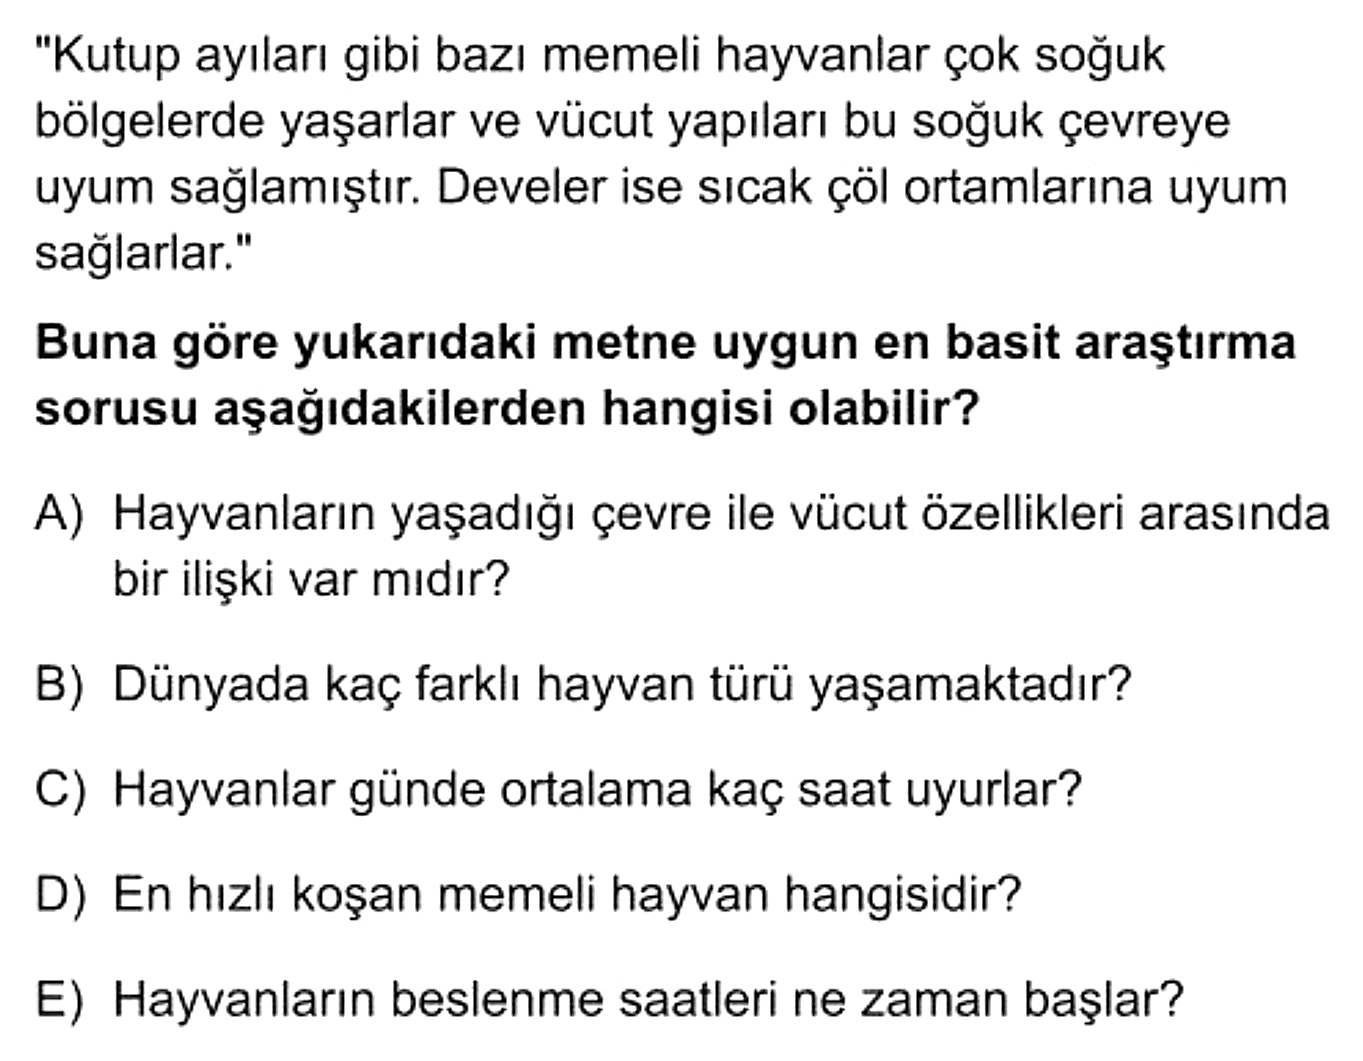 "Kutup ayıları gibi bazı memeli hayvanlar çok soğuk
bölgelerde yaşarlar ve vücut yapıları bu soğuk çevreye
uyum sağlamıştır. Develer ise sıcak çöl ortamlarına uyum
sağlarlar."
Buna göre yukarıdaki metne uygun en basit araştırma
sorusu aşağıdakilerden hangisi olabilir?
A) Hayvanların yaşadığı çevre ile vücut özellikleri arasında
bir ilişki var mıdır?
B) Dünyada kaç farklı hayvan türü yaşamaktadır?
C) Hayvanlar günde ortalama kaç saat uyurlar?
D) En hızlı koşan memeli hayvan hangisidir?
E) Hayvanların beslenme saatleri ne zaman başlar?